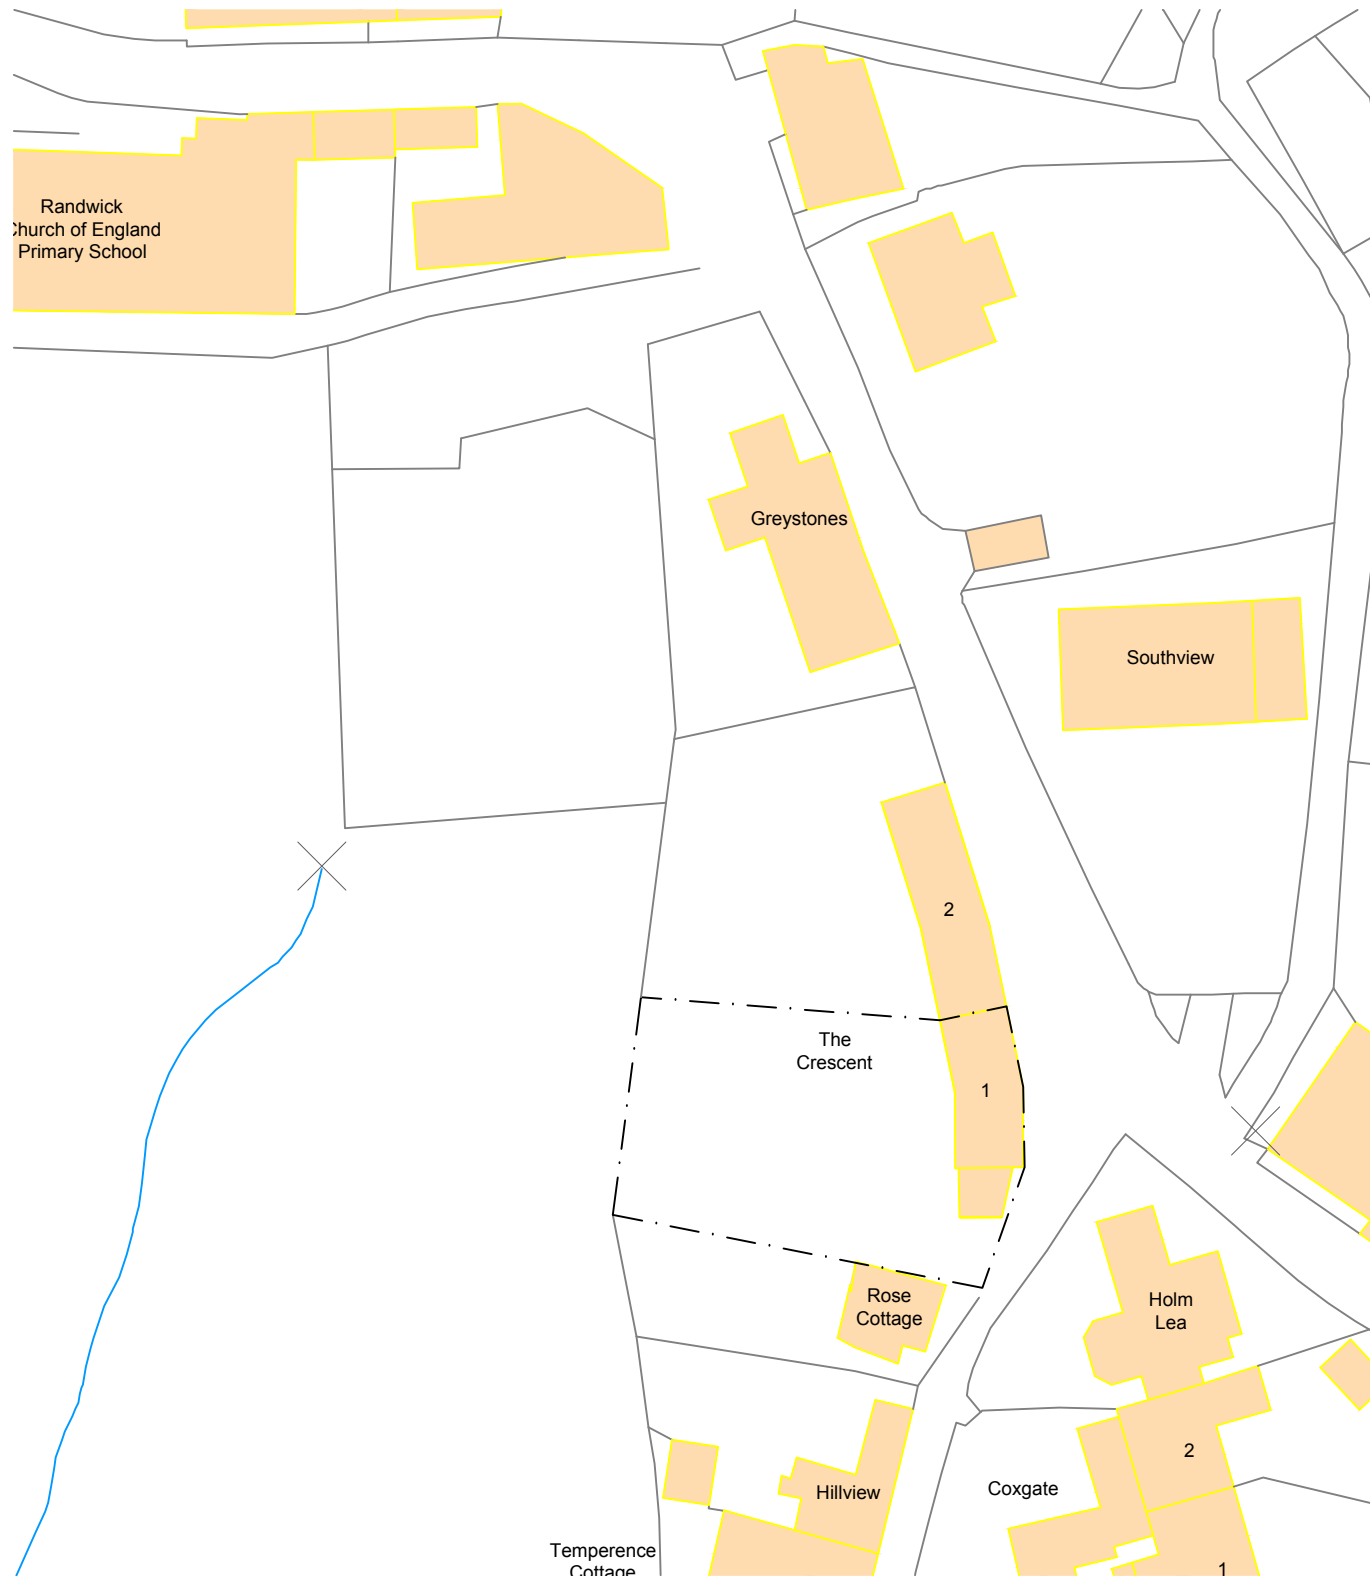 Randwick
Church of England
Primary School
Greystones
Southview
2
The
Crescent
1
Rose
Cottage
Holm
Lea
2
Coxgate
Hillview
Temperence
Cottage
1